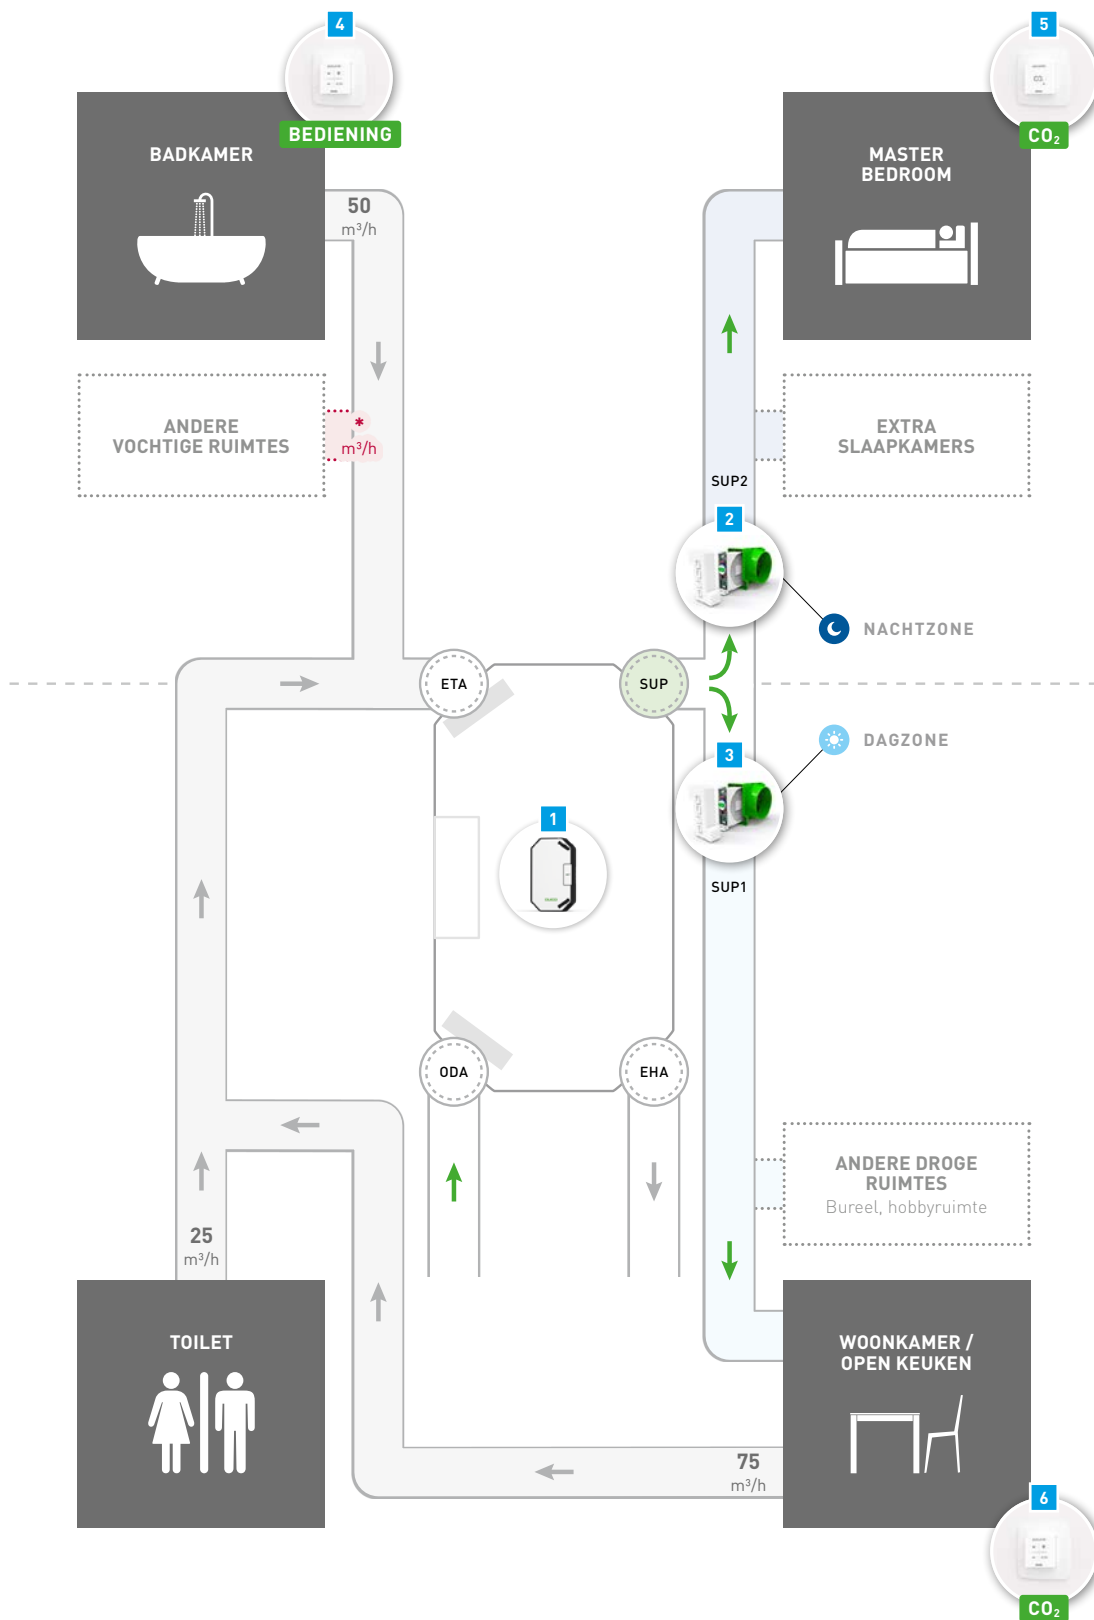 4
BEDIENING
BADKAMER
50
m³/h
5
CO₂
MASTER
BEDROOM
ANDERE
VOCHTIGE RUIMTES
*
m³/h
EXTRA
SLAAPKAMERS
SUP2
2
NACHTZONE
ETA
SUP
DAGZONE
3
1
SUP1
ODA
EHA
ANDERE DROGE
RUIMTES
Bureel, hobbyruimte
25
m³/h
TOILET
WOONKAMER /
OPEN KEUKEN
75
m³/h
6
CO₂